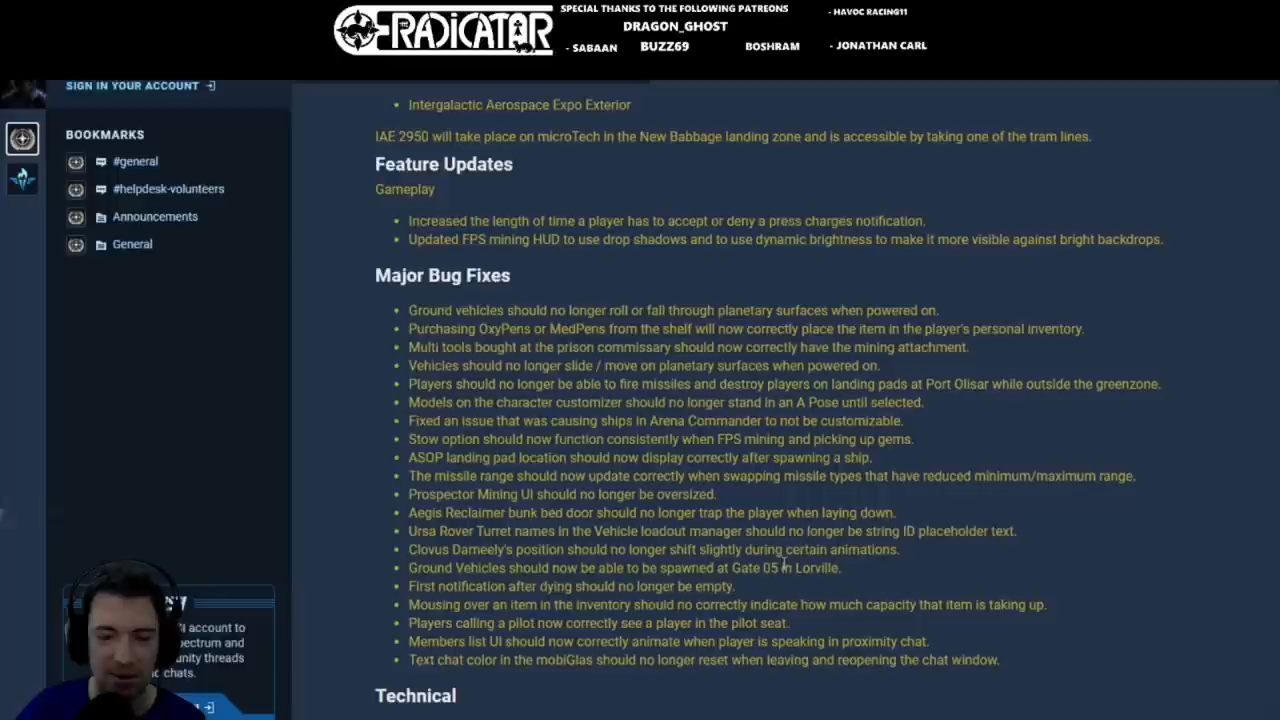 ERADICATOR
SPECIAL THANKS TO THE FOLLOWING PATREONS
DRAGON_GHOST
- SABAAN
BUZZ69
BOSHRAM
- HAVOC RACING11
- JONATHAN CARL
SIGN IN YOUR ACCOUNT
BOOKMARKS
#general
#helpdesk-volunteers
Announcements
General
account to
spectrum and
unity threads
chats.
• Intergalactic Aerospace Expo Exterior
IAE 2950 will take place on microTech in the New Babbage landing zone and is accessible by taking one of the tram lines.
Feature Updates
Gameplay
• Increased the length of time a player has to accept or deny a press charges notification.
• Updated FPS mining HUD to use drop shadows and to use dynamic brightness to make it more visible against bright backdrops.
Major Bug Fixes
• Ground vehicles should no longer roll or fall through planetary surfaces when powered on.
• Purchasing OxyPens or MedPens from the shelf will now correctly place the item in the player's personal inventory.
• Multi tools bought at the prison commissary should now correctly have the mining attachment.
• Vehicles should no longer slide / move on planetary surfaces when powered on.
• Players should no longer be able to fire missiles and destroy players on landing pads at Port Olisar while outside the greenzone.
• Models on the character customizer should no longer stand in an A Pose until selected.
• Fixed an issue that was causing ships in Arena Commander to not be customizable.
• Stow option should now function consistently when FPS mining and picking up gems.
• ASOP landing pad location should now display correctly after spawning a ship.
• The missile range should now update correctly when swapping missile types that have reduced minimum/maximum range.
• Prospector Mining UI should no longer be oversized.
• Aegis Reclaimer bunk bed door should no longer trap the player when laying down.
• Ursa Rover Turret names in the Vehicle loadout manager should no longer be string ID placeholder text.
• Clovus Darneely's position should no longer shift slightly during certain animations.
• Ground Vehicles should now be able to be spawned at Gate 05 in Lorville.
• First notification after dying should no longer be empty.
• Mousing over an item in the inventory should no correctly indicate how much capacity that item is taking up.
• Players calling a pilot now correctly see a player in the pilot seat.
• Members list UI should now correctly animate when player is speaking in proximity chat.
• Text chat color in the mobiGlas should no longer reset when leaving and reopening the chat window.
Technical